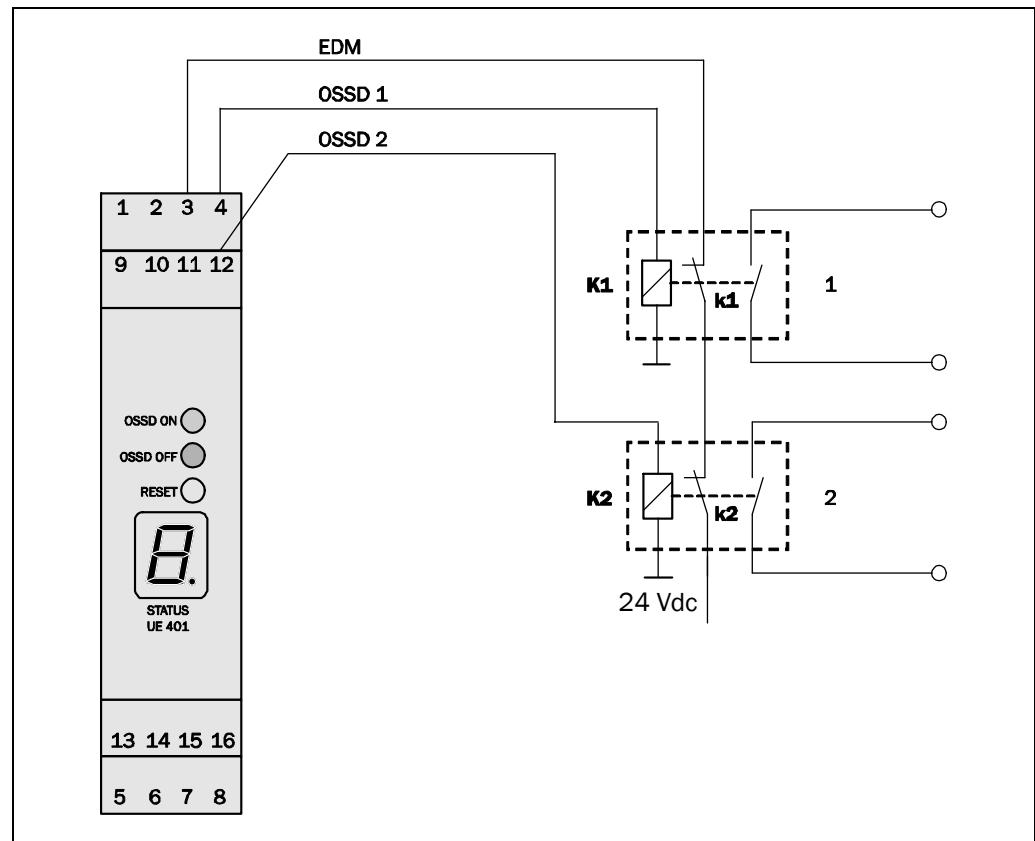 EDM
OSSD 1
OSSD 2
1 2 3 4
9 10 11 12
K1
k1
1
OSSD ON
OSSD OFF
RESET
K2
k2
2
8.
STATUS
UE 401
24 Vdc
13 14 15 16
5 6 7 8